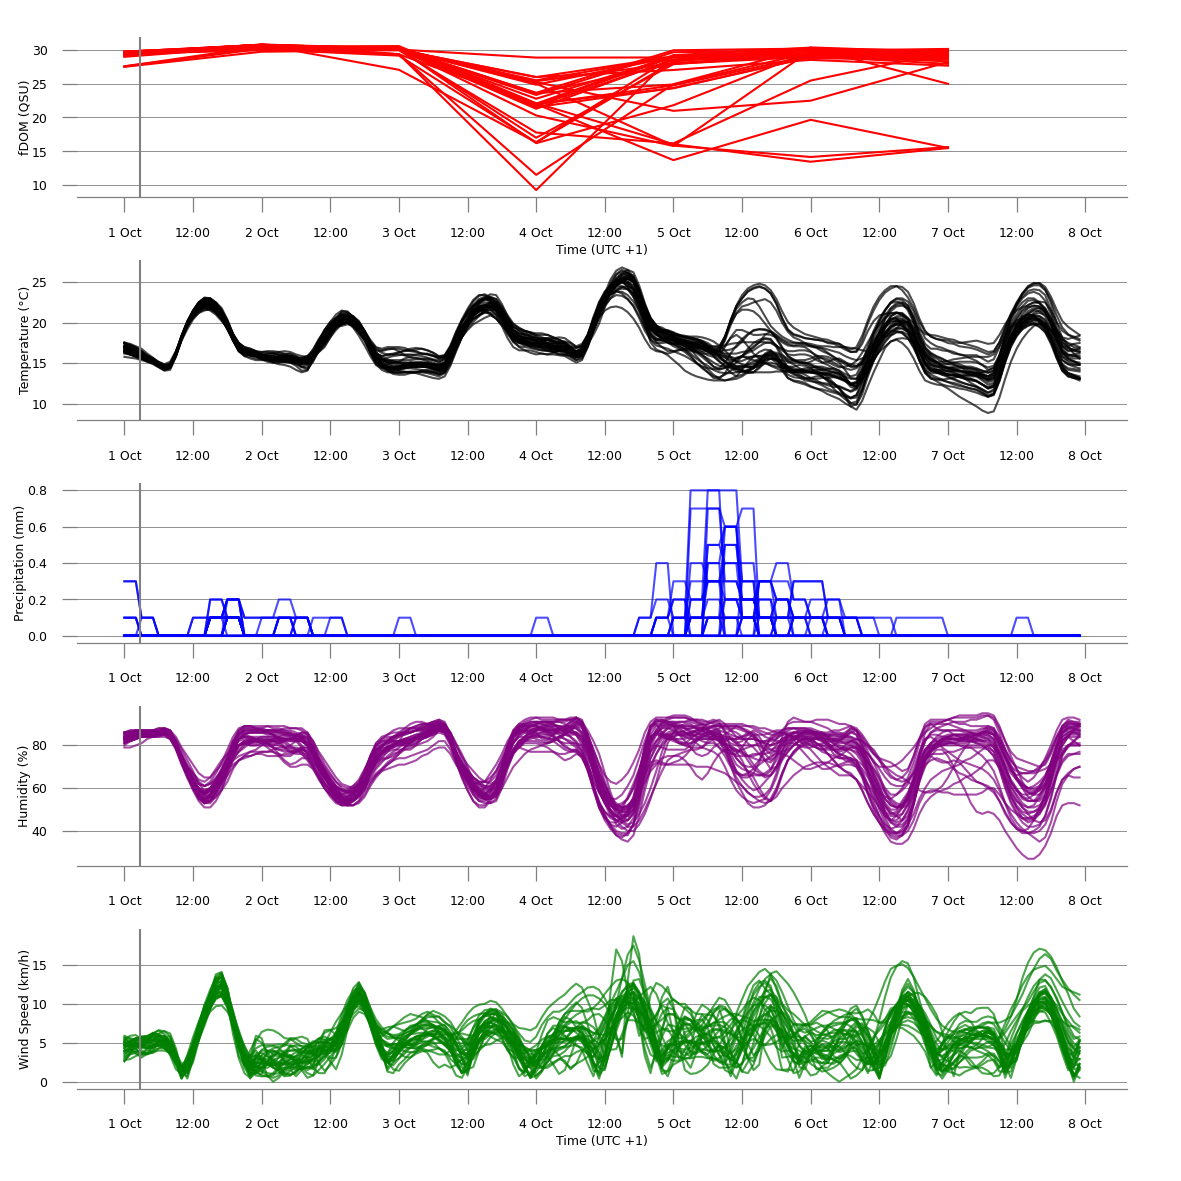 fDOM (QSU)
30
25
20
15
10
1 Oct 12:00 2 Oct 12:00 3 Oct 12:00 4 Oct 12:00 5 Oct 12:00 6 Oct 12:00 7 Oct 12:00 8 Oct
Time (UTC +1)
Temperature (°C)
25
20
15
10
1 Oct 12:00 2 Oct 12:00 3 Oct 12:00 4 Oct 12:00 5 Oct 12:00 6 Oct 12:00 7 Oct 12:00 8 Oct
Precipitation (mm)
0.8
0.6
0.4
0.2
0.0
1 Oct 12:00 2 Oct 12:00 3 Oct 12:00 4 Oct 12:00 5 Oct 12:00 6 Oct 12:00 7 Oct 12:00 8 Oct
Humidity (%)
80
60
40
1 Oct 12:00 2 Oct 12:00 3 Oct 12:00 4 Oct 12:00 5 Oct 12:00 6 Oct 12:00 7 Oct 12:00 8 Oct
Wind Speed (km/h)
15
10
5
0
1 Oct 12:00 2 Oct 12:00 3 Oct 12:00 4 Oct 12:00 5 Oct 12:00 6 Oct 12:00 7 Oct 12:00 8 Oct
Time (UTC +1)